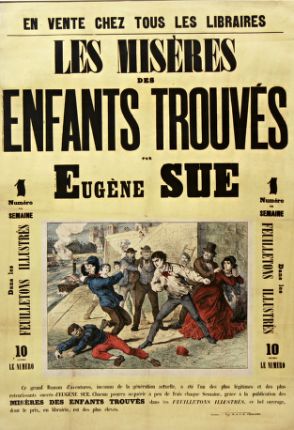 EN VENTE CHEZ TOUS LES LIBRAIRES
LES MISÈRES
DES
ENFANTS TROUVÉS
PAR
EUGÈNE SUE
1
Numéro
PAR
SEMAINE
Dans les
FEUILLETONS ILLUSTRÉS
10
LE NUMÉRO
1
Numéro
PAR
SEMAINE
Dans les
FEUILLETONS ILLUSTRÉS
10
LE NUMÉRO
Ce grand Roman d'aventures, inconnu de la génération actuelle, a été l'un des plus légitimes et des plus
retentissants succès d'EUGÈNE SUE. Chacun pourra acquérir à peu de frais chaque Semaine, grâce à la publication des
MISÈRES DES ENFANTS TROUVÉS dans les FEUILLETONS ILLUSTRÉS, ce bel ouvrage,
dont le prix, en librairie, est des plus élevés.